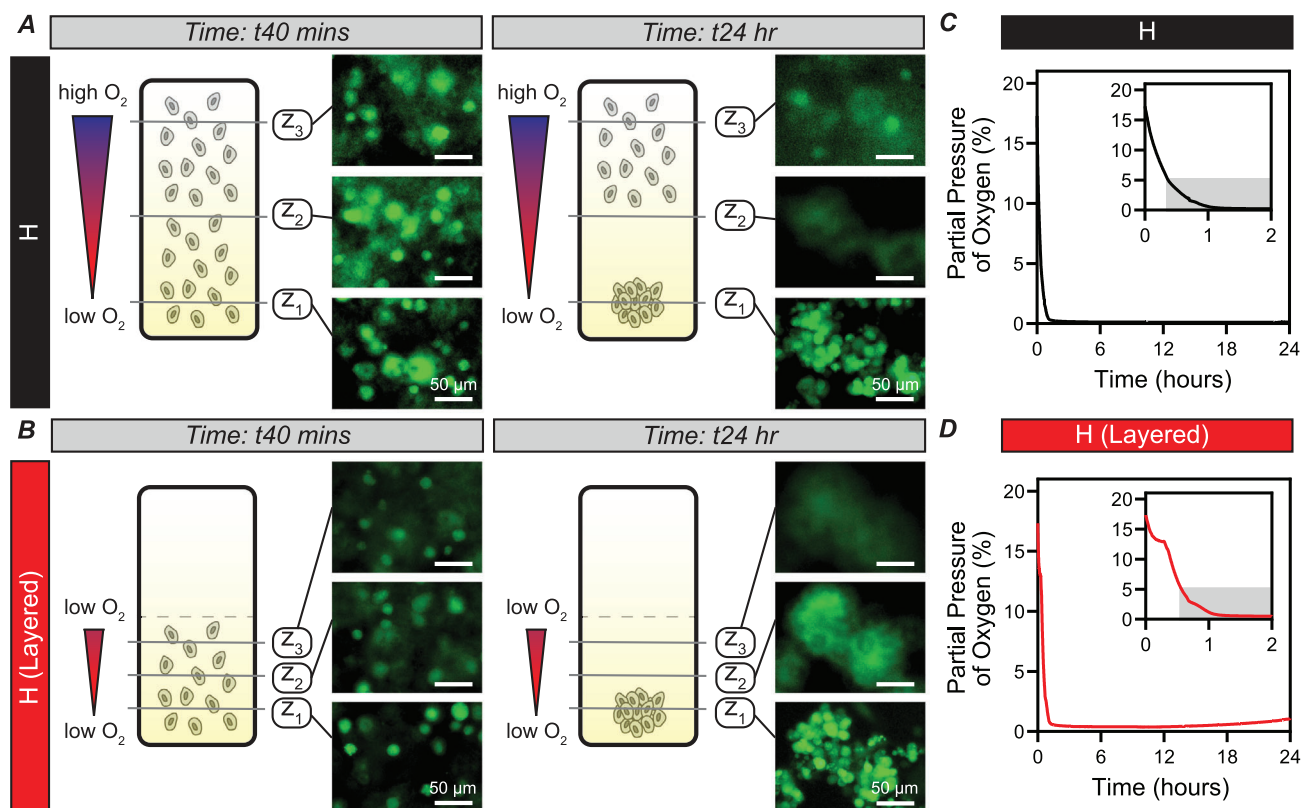 A
Time: t40 mins
Time: t24 hr
H
high O2
low O2
Z3
Z2
Z1
50 µm
high O2
low O2
Z3
Z2
Z1
50 µm
B
Time: t40 mins
Time: t24 hr
H (Layered)
low O2
low O2
Z3
Z2
Z1
50 µm
low O2
low O2
Z3
Z2
Z1
50 µm
C
H
Partial Pressure
of Oxygen (%)
20
15
10
5
0
0 6 12 18 24
Time (hours)
20
15
10
5
0
0 1 2
D
H (Layered)
Partial Pressure
of Oxygen (%)
20
15
10
5
0
0 6 12 18 24
Time (hours)
20
15
10
5
0
0 1 2